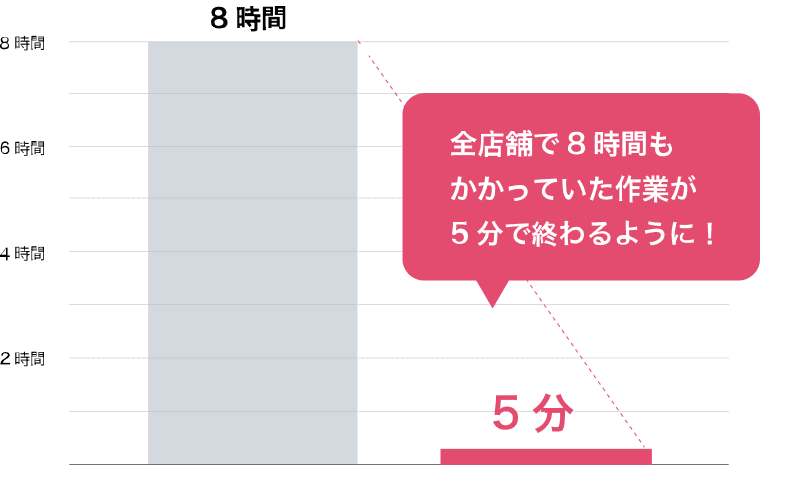 ８時間
８時間
６時間
４時間
２時間
全店舗で８時間も
かかっていた作業が
５分で終わるように！
５分